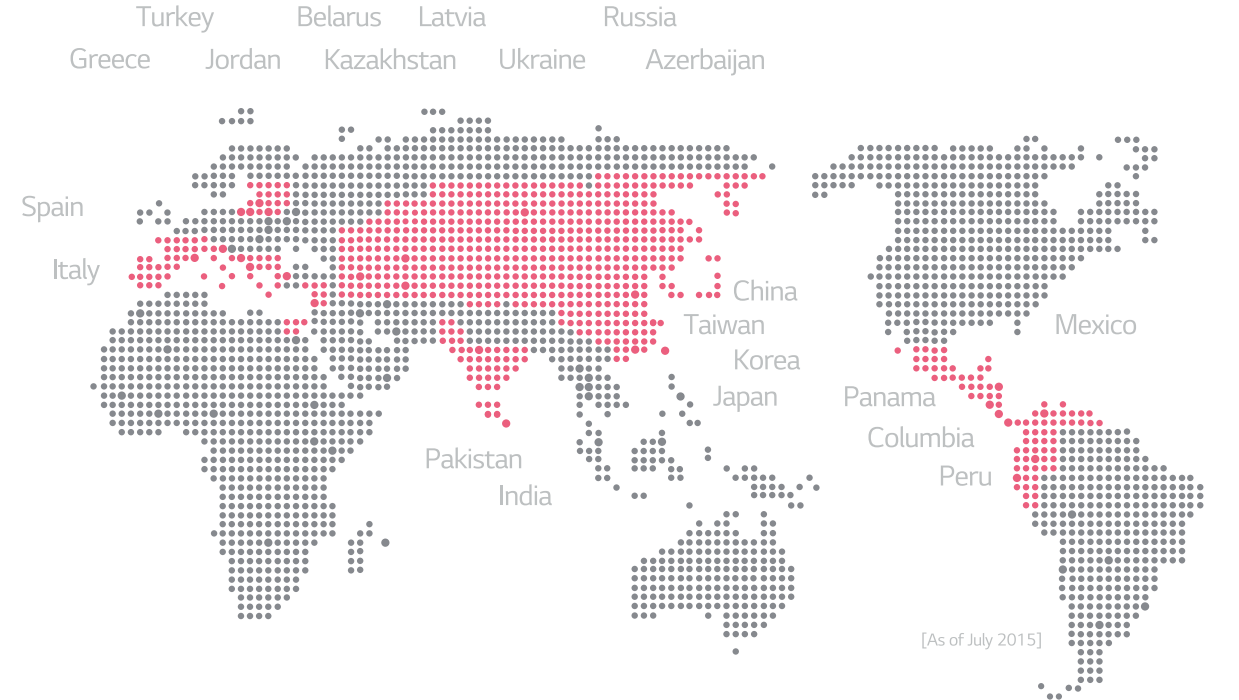 Turkey Belarus Latvia Russia
Greece Jordan Kazakhstan Ukraine Azerbaijan
Spain
Italy
China
Taiwan
Mexico
Korea
Japan
Panama
Columbia
Pakistan
Peru
India
[As of July 2015]